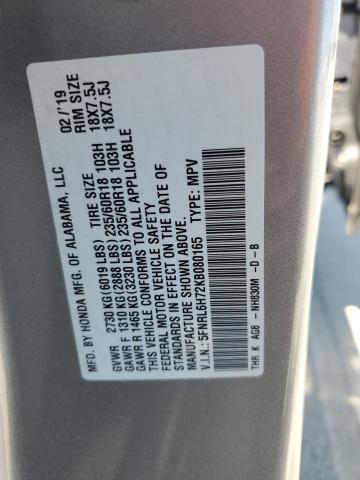 MFD. BY HONDA MFG. OF ALABAMA, LLC 02/'19
TIRE SIZE RIM SIZE
GVWR 2730 KG(6019 LBS)
GAWR F 1310 KG(2888 LBS) 235/60R18 103H 18X7.5J
GAWR R 1465 KG(3230 LBS) 235/60R18 103H 18X7.5J
THIS VEHICLE CONFORMS TO ALL APPLICABLE
FEDERAL MOTOR VEHICLE SAFETY
STANDARDS IN EFFECT ON THE DATE OF
MANUFACTURE SHOWN ABOVE.
V.I.N.: 5FNRL6H72KB080165 TYPE: MPV
THR K AG8 -NH830M -D -B